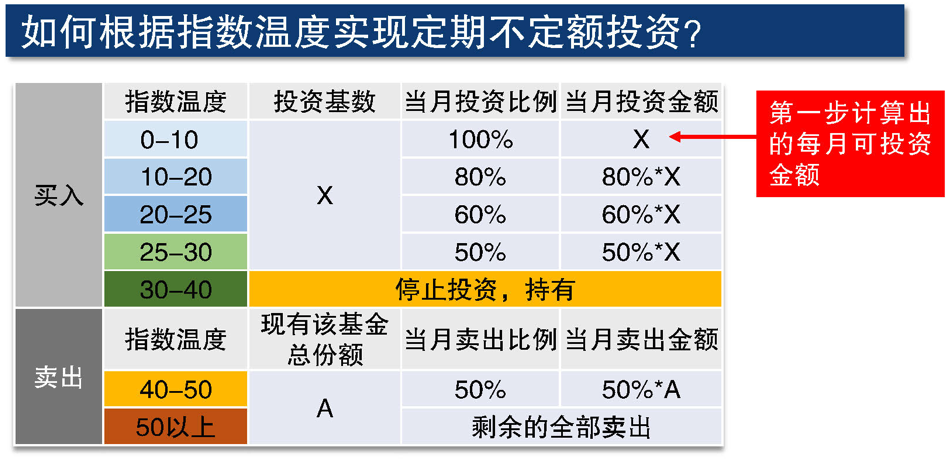 如何根据指数温度实现定期不定额投资？
指数温度 投资基数 当月投资比例 当月投资金额
0–10 100% X
10–20 80% 80%*X
买入 X
20–25 60% 60%*X
25–30 50% 50%*X
30–40 停止投资，持有
指数温度 现有该基金
总份额 当月卖出比例 当月卖出金额
卖出
40–50 A 50% 50%*A
50以上 剩余的全部卖出
第一步计算出
的每月可投资
金额